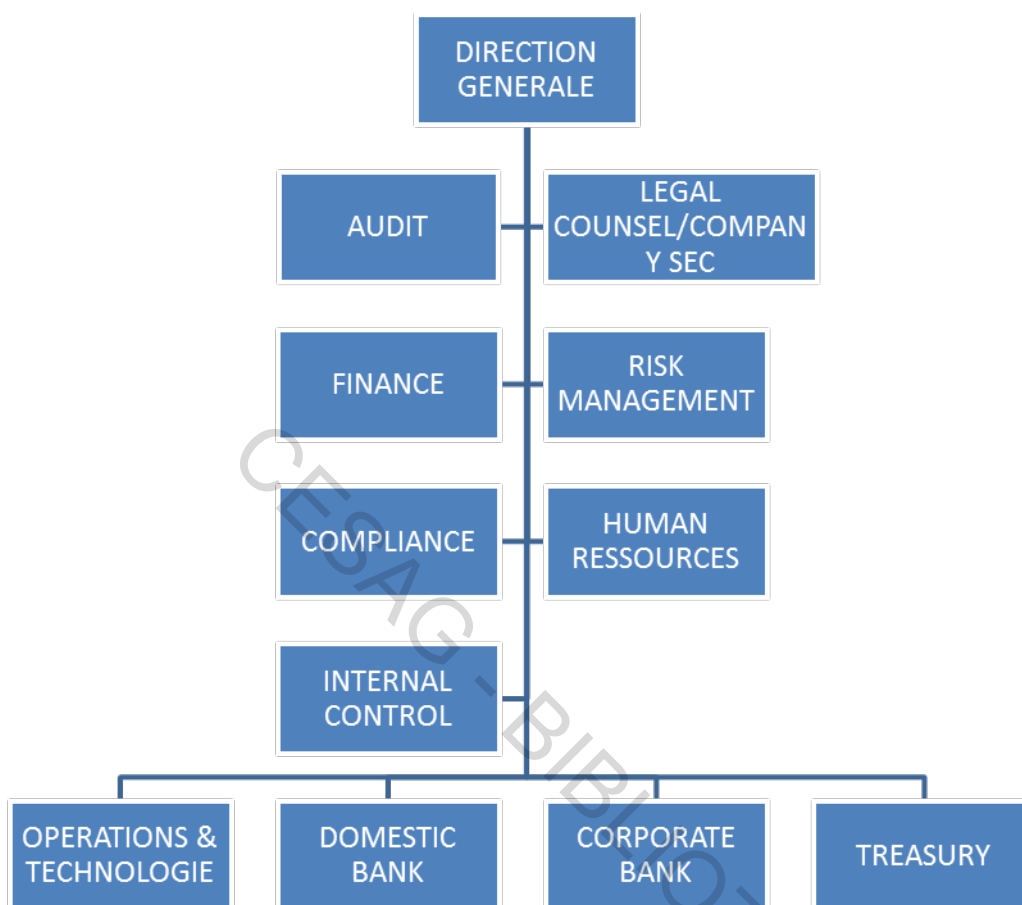 DIRECTION
GENERALE
AUDIT
LEGAL
COUNSEL/COMPAN
Y SEC
FINANCE
RISK
MANAGEMENT
COMPLIANCE
HUMAN
RESSOURCES
INTERNAL
CONTROL
OPERATIONS &
TECHNOLOGIE
DOMESTIC
BANK
CORPORATE
BANK
TREASURY
CESAG - BIBLIOT